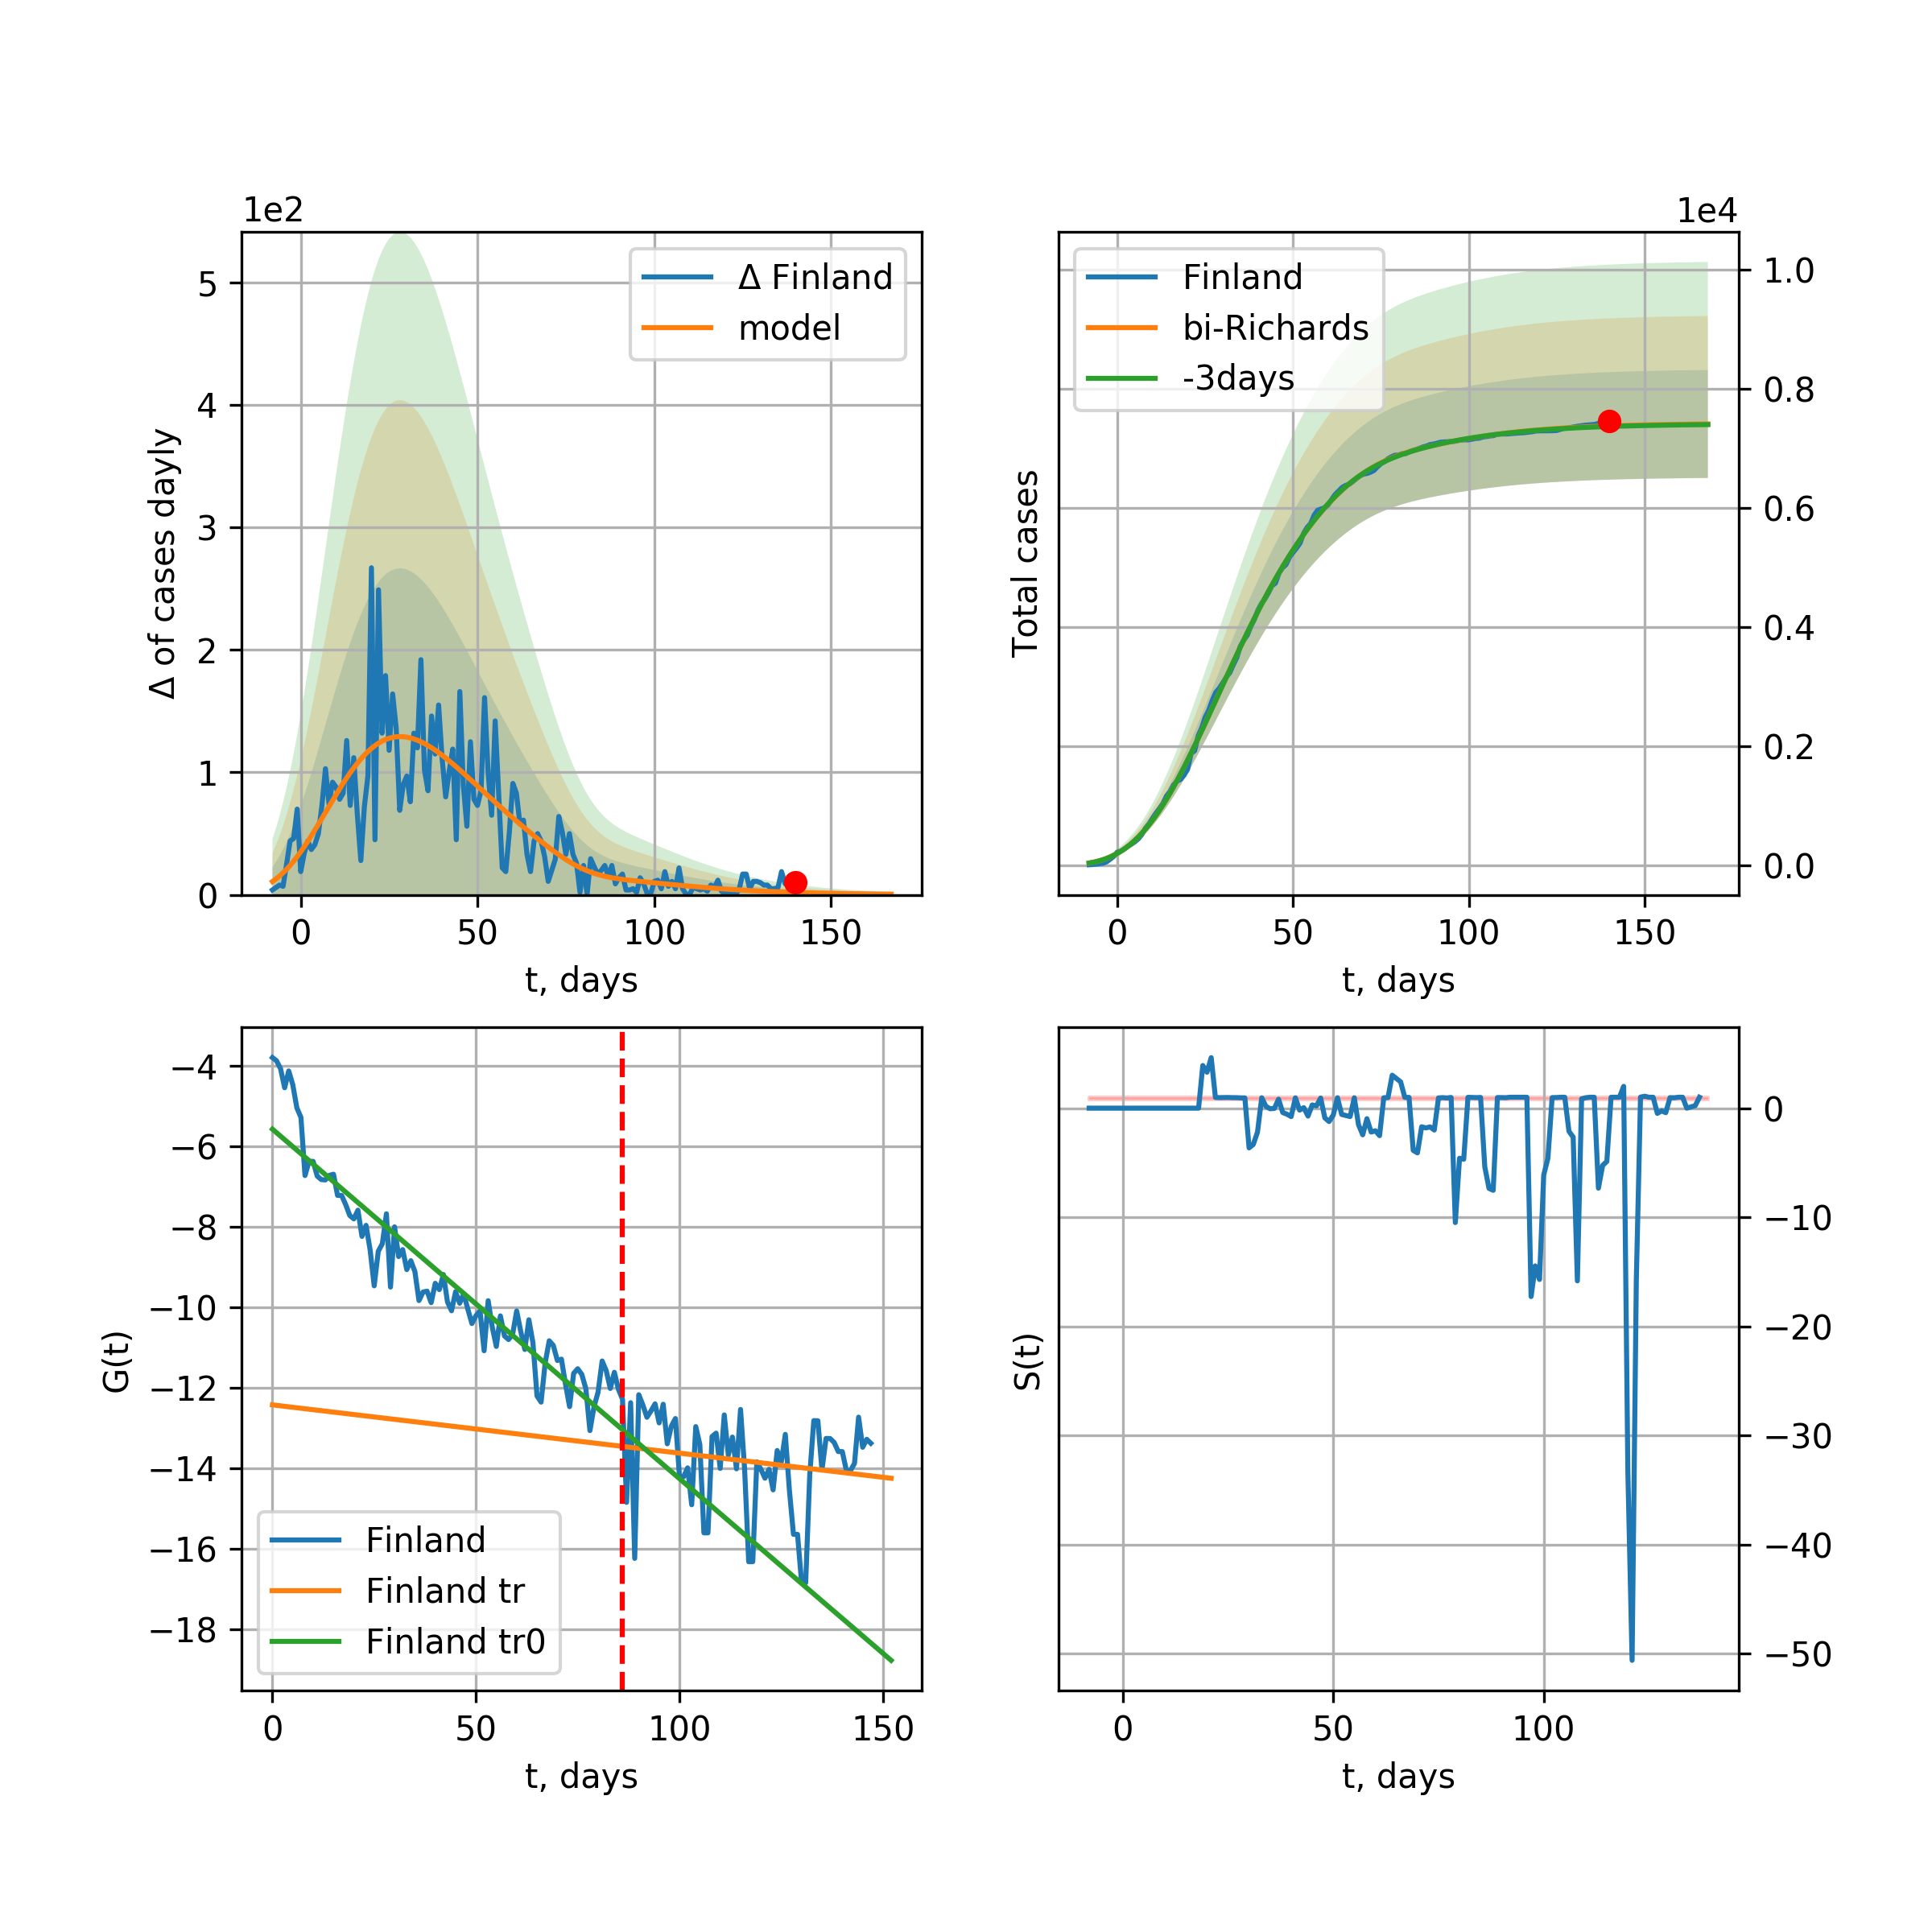 1e2
Δ of cases dayly
5
4
3
2
1
0
Δ Finland
model
0 50 100 150
t, days
1e4
Total cases
Finland
bi-Richards
-3days
1.0
0.8
0.6
0.4
0.2
0.0
0 50 100 150
t, days
G(t)
−4
−6
−8
−10
−12
−14
−16
−18
Finland
Finland tr
Finland tr0
0 50 100 150
t, days
S(t)
0
−10
−20
−30
−40
−50
0 50 100
t, days